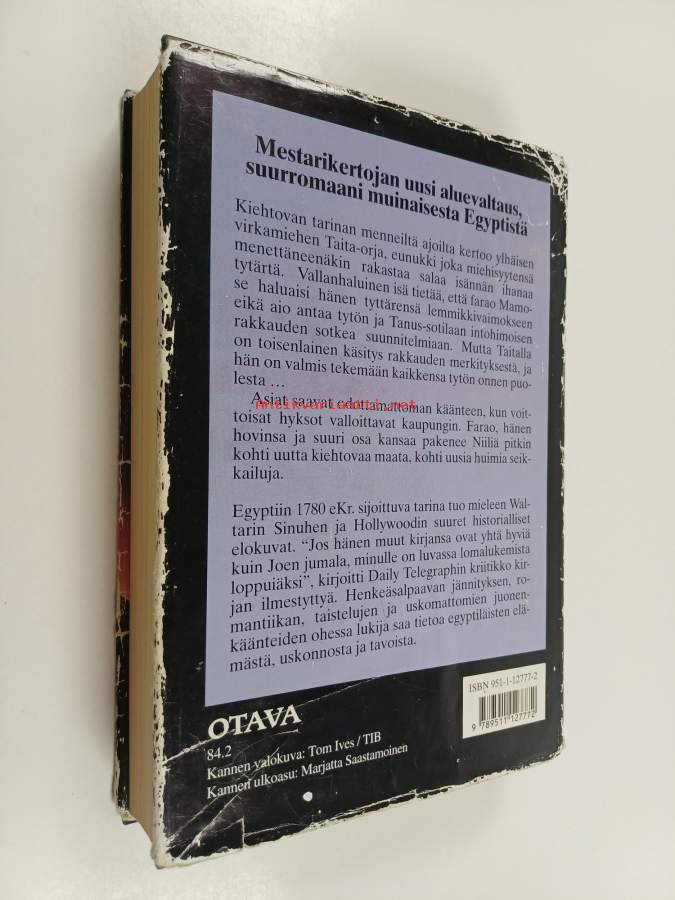 Mestarikertojan uusi aluevaltaus,
suurromaani muinaisesta Egyptistä
Kiehtovan tarinan menneiltä ajoilta kertoo ylhäisen
virkamiehen Taita-orja, eunukki joka miehisyytensä
menettäneenäkin rakastaa salaa isännän ihanaa
tytärtä. Vallanhaluinen isä tietää, että farao Mamo-
se haluaisi hänen tyttärensä lemmikkivaimokseen
eikä aio antaa tytön ja Tanus-sotilaan intohimoisen
rakkauden sotkea suunnitelmiaan. Mutta Taitalla
on toisenlainen käsitys rakkauden merkityksestä, ja
hän on valmis tekemään kaikkensa tytön onnen puo-
lesta ...
Asiat saavat odottamattoman käänteen, kun voit-
toisat hyksot valloittavat kaupungin. Farao, hänen
hovinsa ja suuri osa kansaa pakenee Niiliä pitkin
kohti uutta kiehtovaa maata, kohti uusia huimia seik-
kailuja.
Egyptiin 1780 eKr. sijoittuva tarina tuo mieleen Wal-
tarin Sinuhen ja Hollywoodin suuret historialliset
elokuvat. “Jos hänen muut kirjansa ovat yhtä hyviä
kuin Joen jumala, minulle on luvassa lomalukemista
loppuiäksi”, kirjoitti Daily Telegraphin kriitikko kir-
jan ilmestyttyä. Henkeäsalpaavan jännityksen, ro-
mantiikan, taistelujen ja uskomattomien juonen-
käänteiden ohessa lukija saa tietoa egyptiläisten elä-
mästä, uskonnosta ja tavoista.
ISBN 951-1-12777-2
9 789511 127772
OTAVA
84.2
Kannen valokuva: Tom Ives / TIB
Kannen ulkoasu: Marjatta Saastamoinen